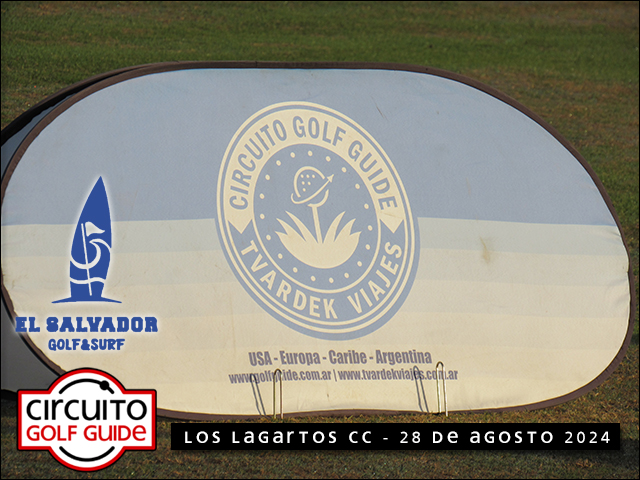 CIRCUITO GOLF GUIDE
TVARDEK VIAJES
USA - Europa - Caribe - Argentina
www.golfguide.com.ar | www.tvardekviajes.com.ar
EL SALVADOR
GOLF&SURF
CIRCUITO
GOLF GUIDE
LOS LAGARTOS CC - 28 DE AGOSTO 2024